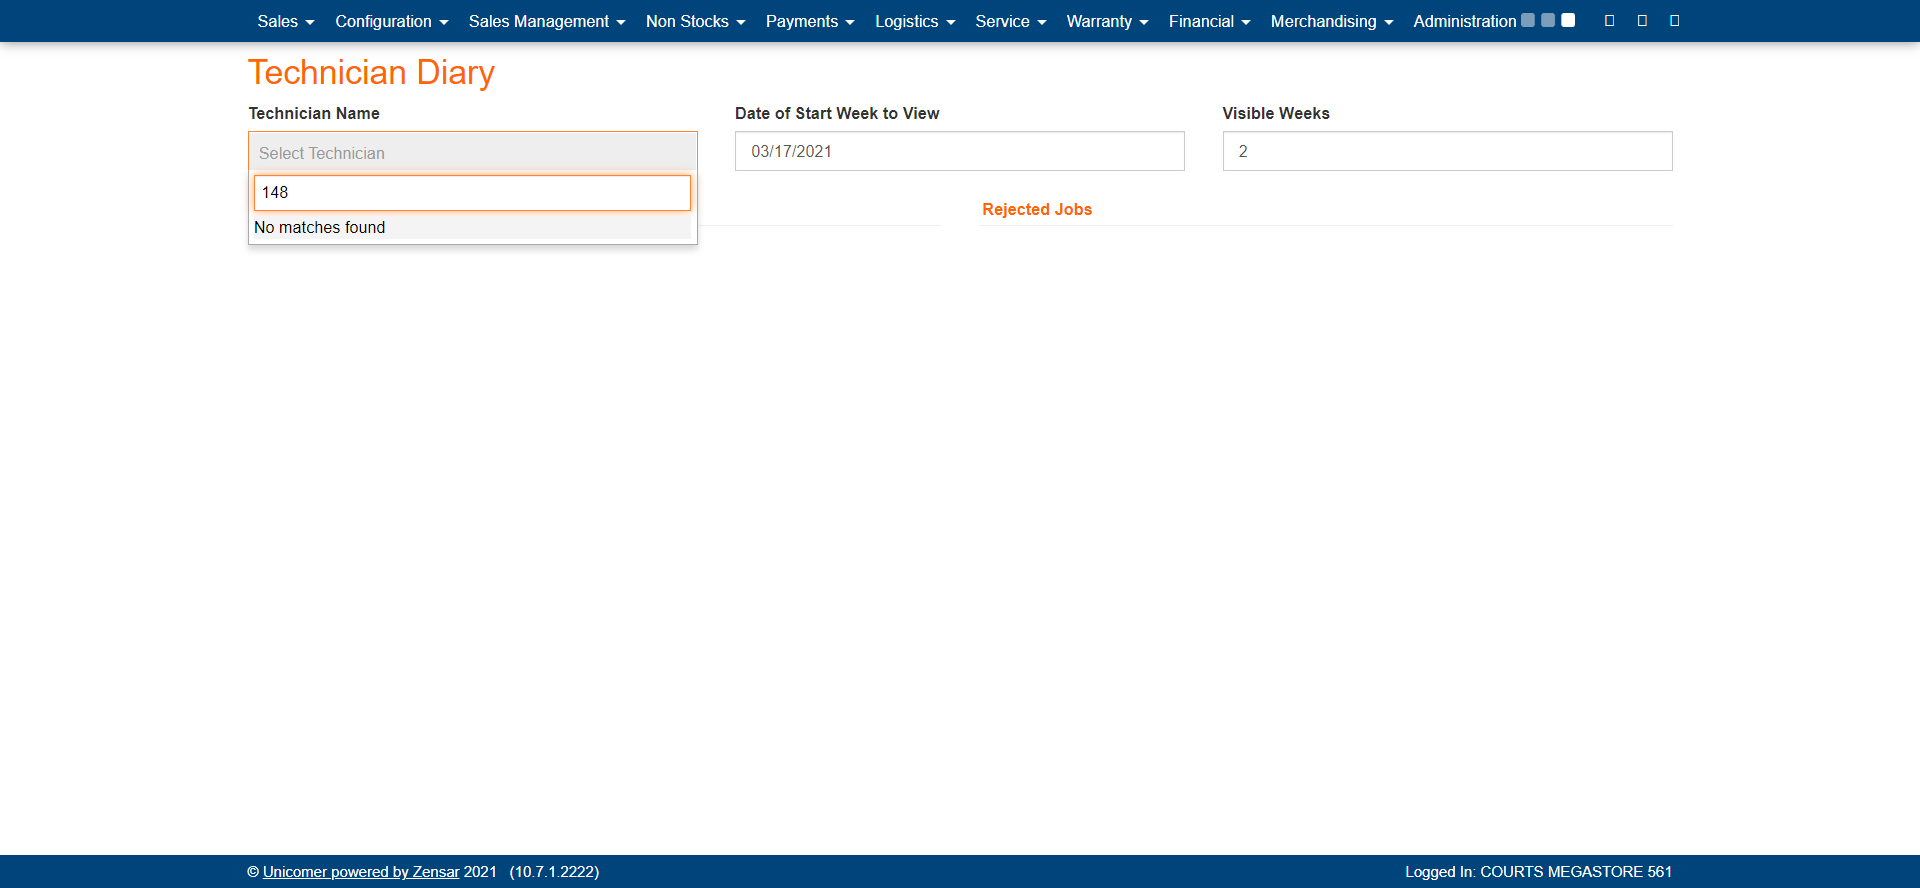 Sales Configuration Sales Management Non Stocks Payments Logistics Service Warranty Financial Merchandising Administration
Technician Diary
Technician Name Date of Start Week to View Visible Weeks
Select Technician 03/17/2021 2
148
Rejected Jobs
No matches found
© Unicomer powered by Zensar 2021 (10.7.1.2222) Logged In: COURTS MEGASTORE 561